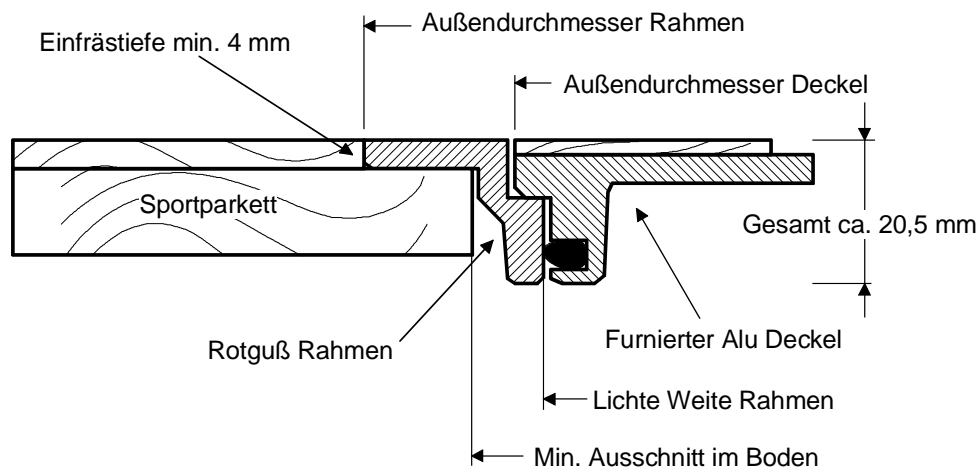 Außendurchmesser Rahmen
Einfrästiefe min. 4 mm
Außendurchmesser Deckel
Sportparkett
Gesamt ca. 20,5 mm
Rotguß Rahmen
Furnierter Alu Deckel
Lichte Weite Rahmen
Min. Ausschnitt im Boden